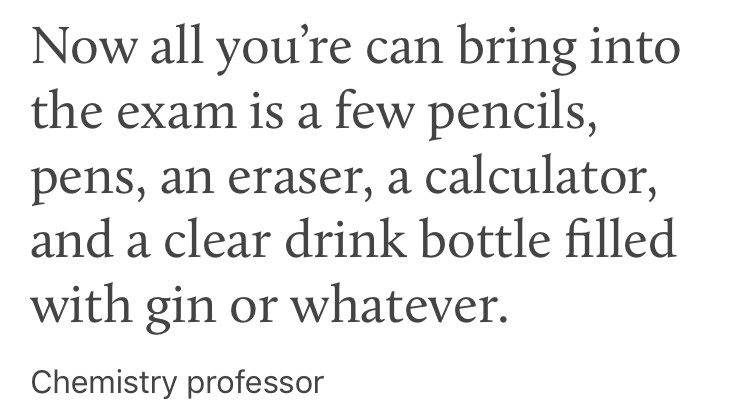 Now all you’re can bring into
the exam is a few pencils,
pens, an eraser, a calculator,
and a clear drink bottle filled
with gin or whatever.
Chemistry professor